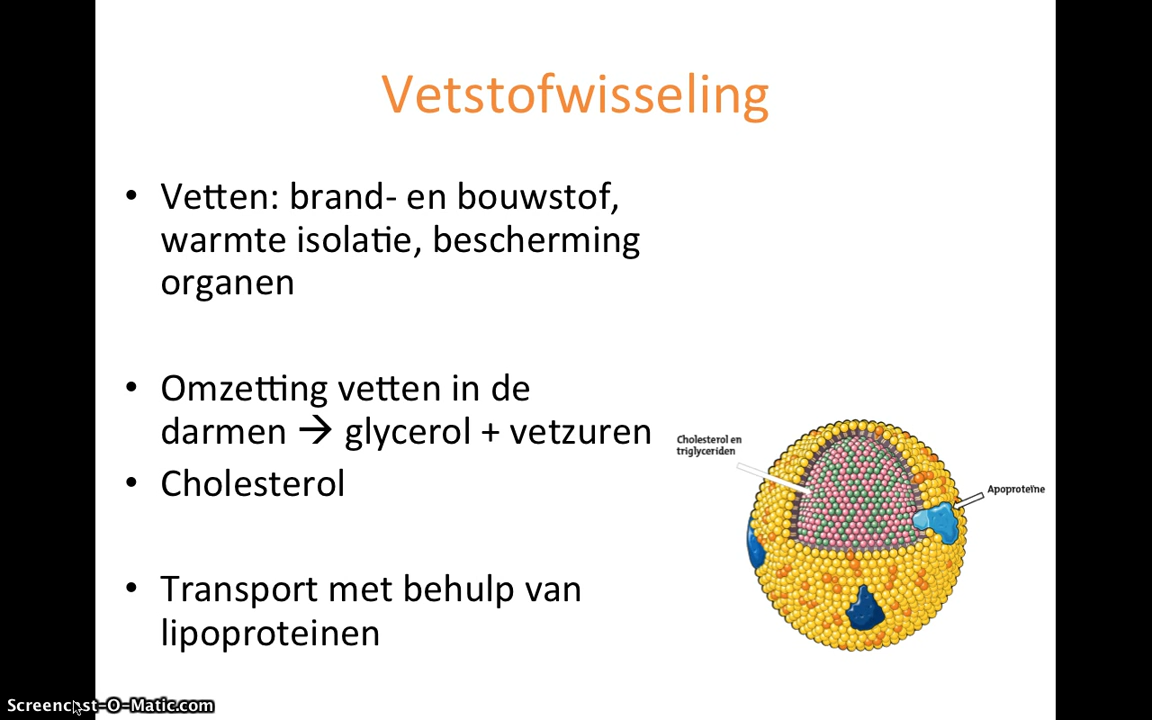 Vetstofwisseling
• Vetten: brand- en bouwstof,
warmte isolatie, bescherming
organen
• Omzetting vetten in de
darmen → glycerol + vetzuren
• Cholesterol
• Transport met behulp van
lipoproteinen
Cholesterol en
triglyceriden
Apoproteïne
Screencast-O-Matic.com